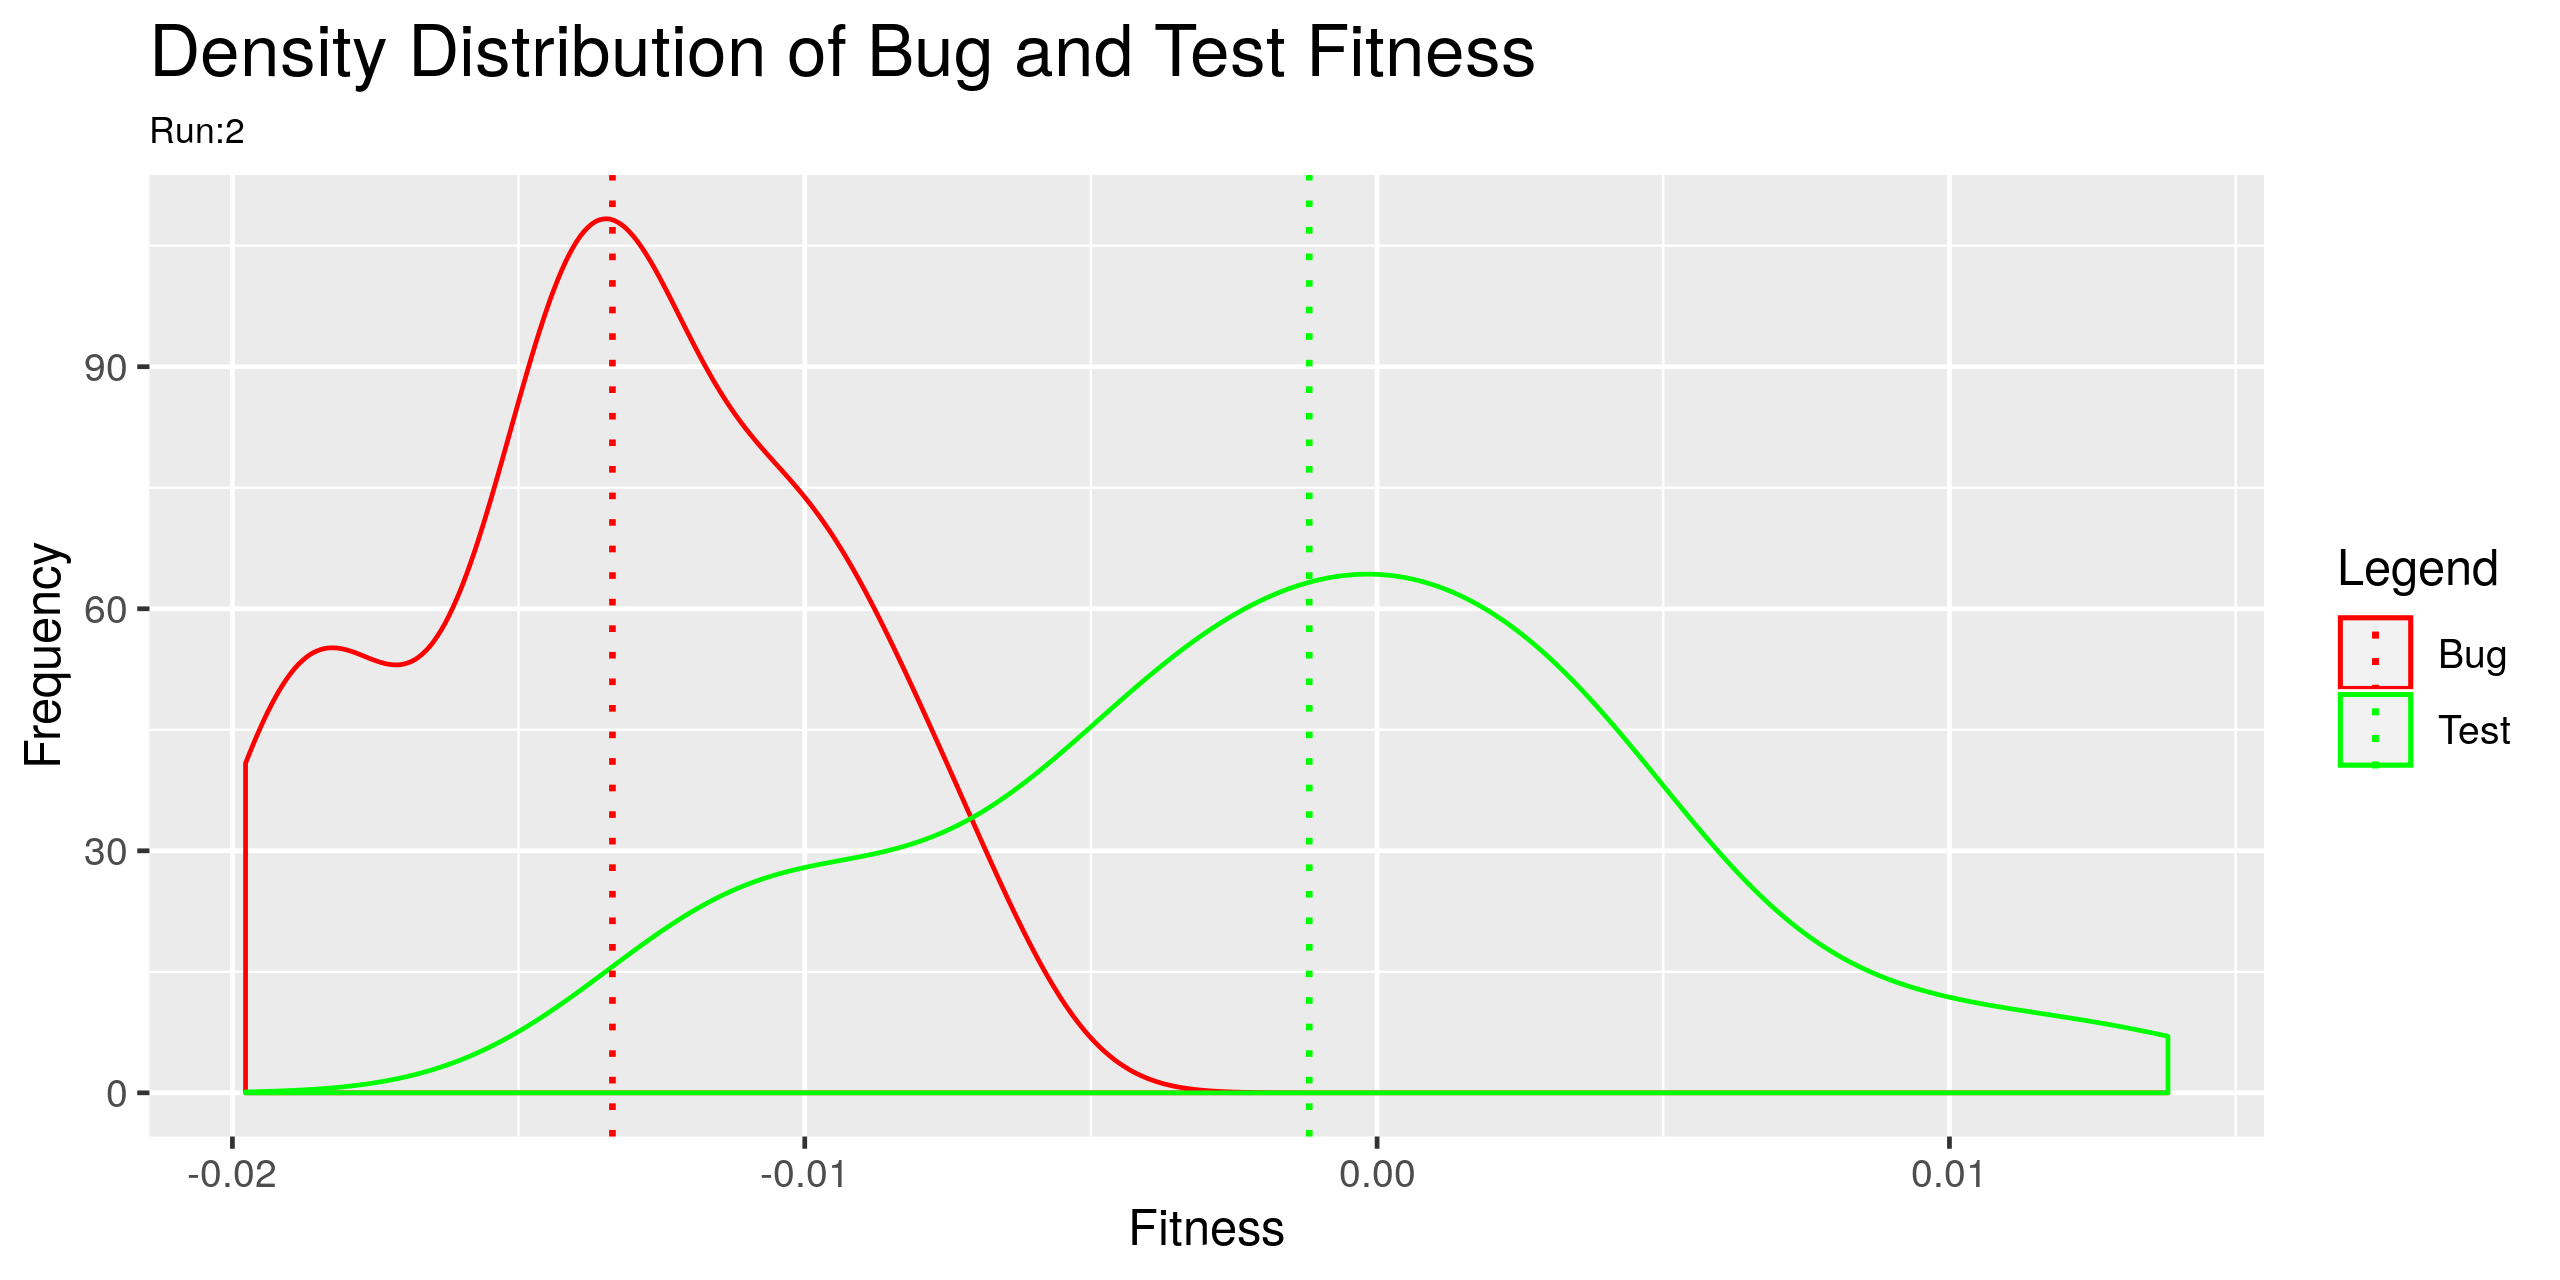 Density Distribution of Bug and Test Fitness
Run:2
90
60
30
0
Frequency
-0.02
-0.01
0.00
0.01
Fitness
Legend
Bug
Test